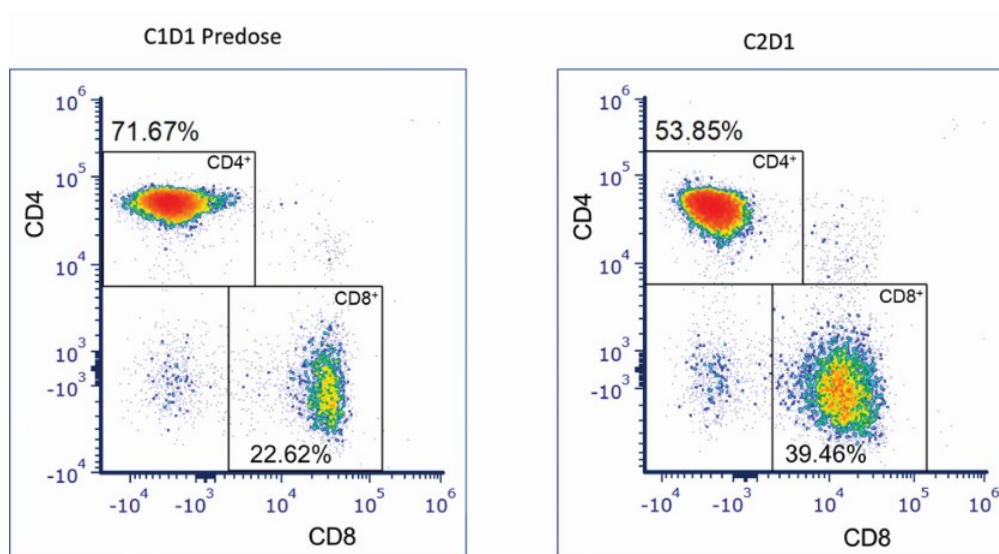 C1D1 Predose
C2D1
10⁶
71.67%
CD4⁺
10⁵
CD4
10⁴
CD8⁺
10³
-10³
22.62%
-10⁴
-10⁴ -10³ 10⁴ 10⁵ 10⁶
CD8
10⁶
53.85%
CD4⁺
10⁵
CD4
10⁴
CD8⁺
10³
-10³
39.46%
-10⁴ -10³ 10⁴ 10⁵ 10⁶
CD8